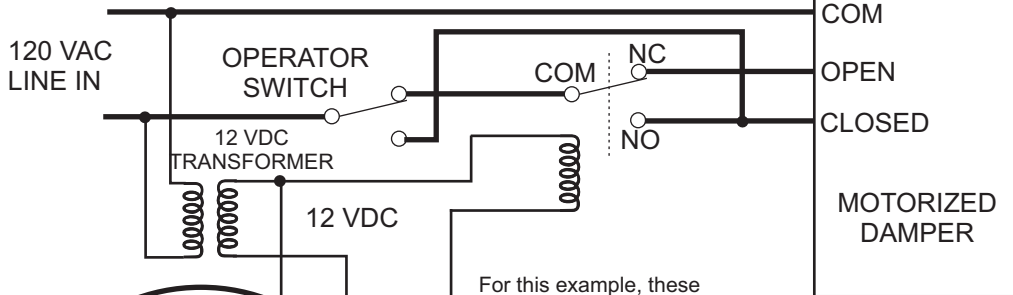 COM
120 VAC
LINE IN
OPERATOR
SWITCH
COM
NC
OPEN
NO
CLOSED
12 VDC
TRANSFORMER
12 VDC
MOTORIZED
DAMPER
For this example, these